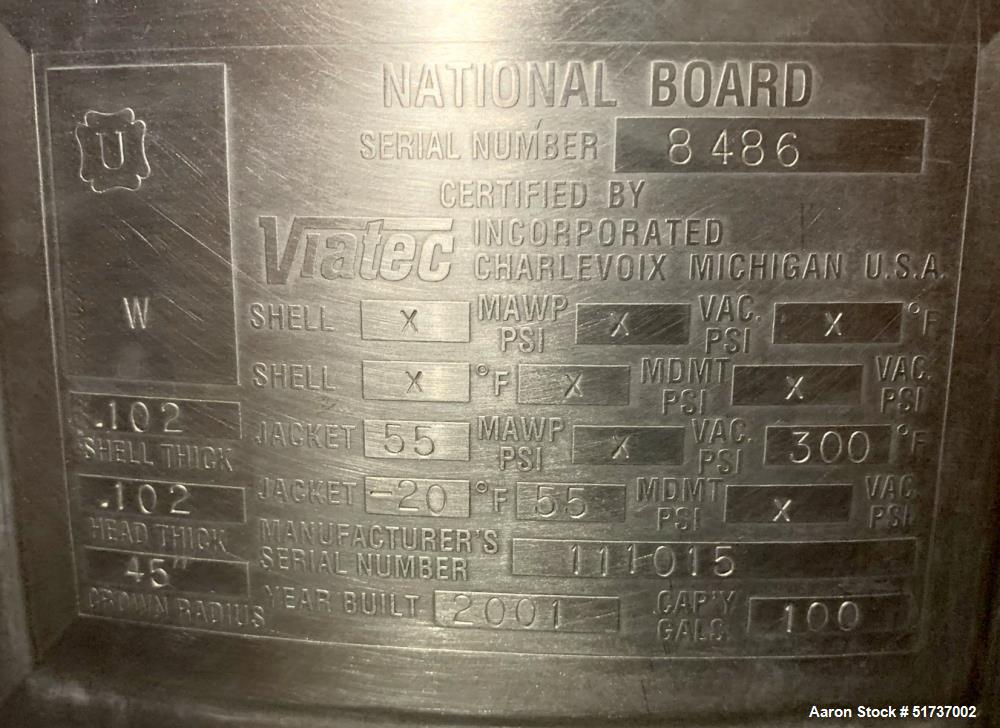 U
W
NATIONAL BOARD
SERIAL NUMBER 8486
CERTIFIED BY
Viatec INCORPORATED
CHARLEVOIX MICHIGAN U.S.A.
SHELL X MAWP PSI X VAC. PSI X °F
SHELL X °F X MDMT PSI X VAC. PSI
.102
SHELL THICK
JACKET 55 MAWP PSI X VAC. PSI 300 °F
.102
HEAD THICK
JACKET -20 °F 55 MDMT PSI X VAC. PSI
45"
CROWN RADIUS
MANUFACTURER'S
SERIAL NUMBER 111015
YEAR BUILT 2001 CAP'Y GALS. 100
Aaron Stock # 51737002